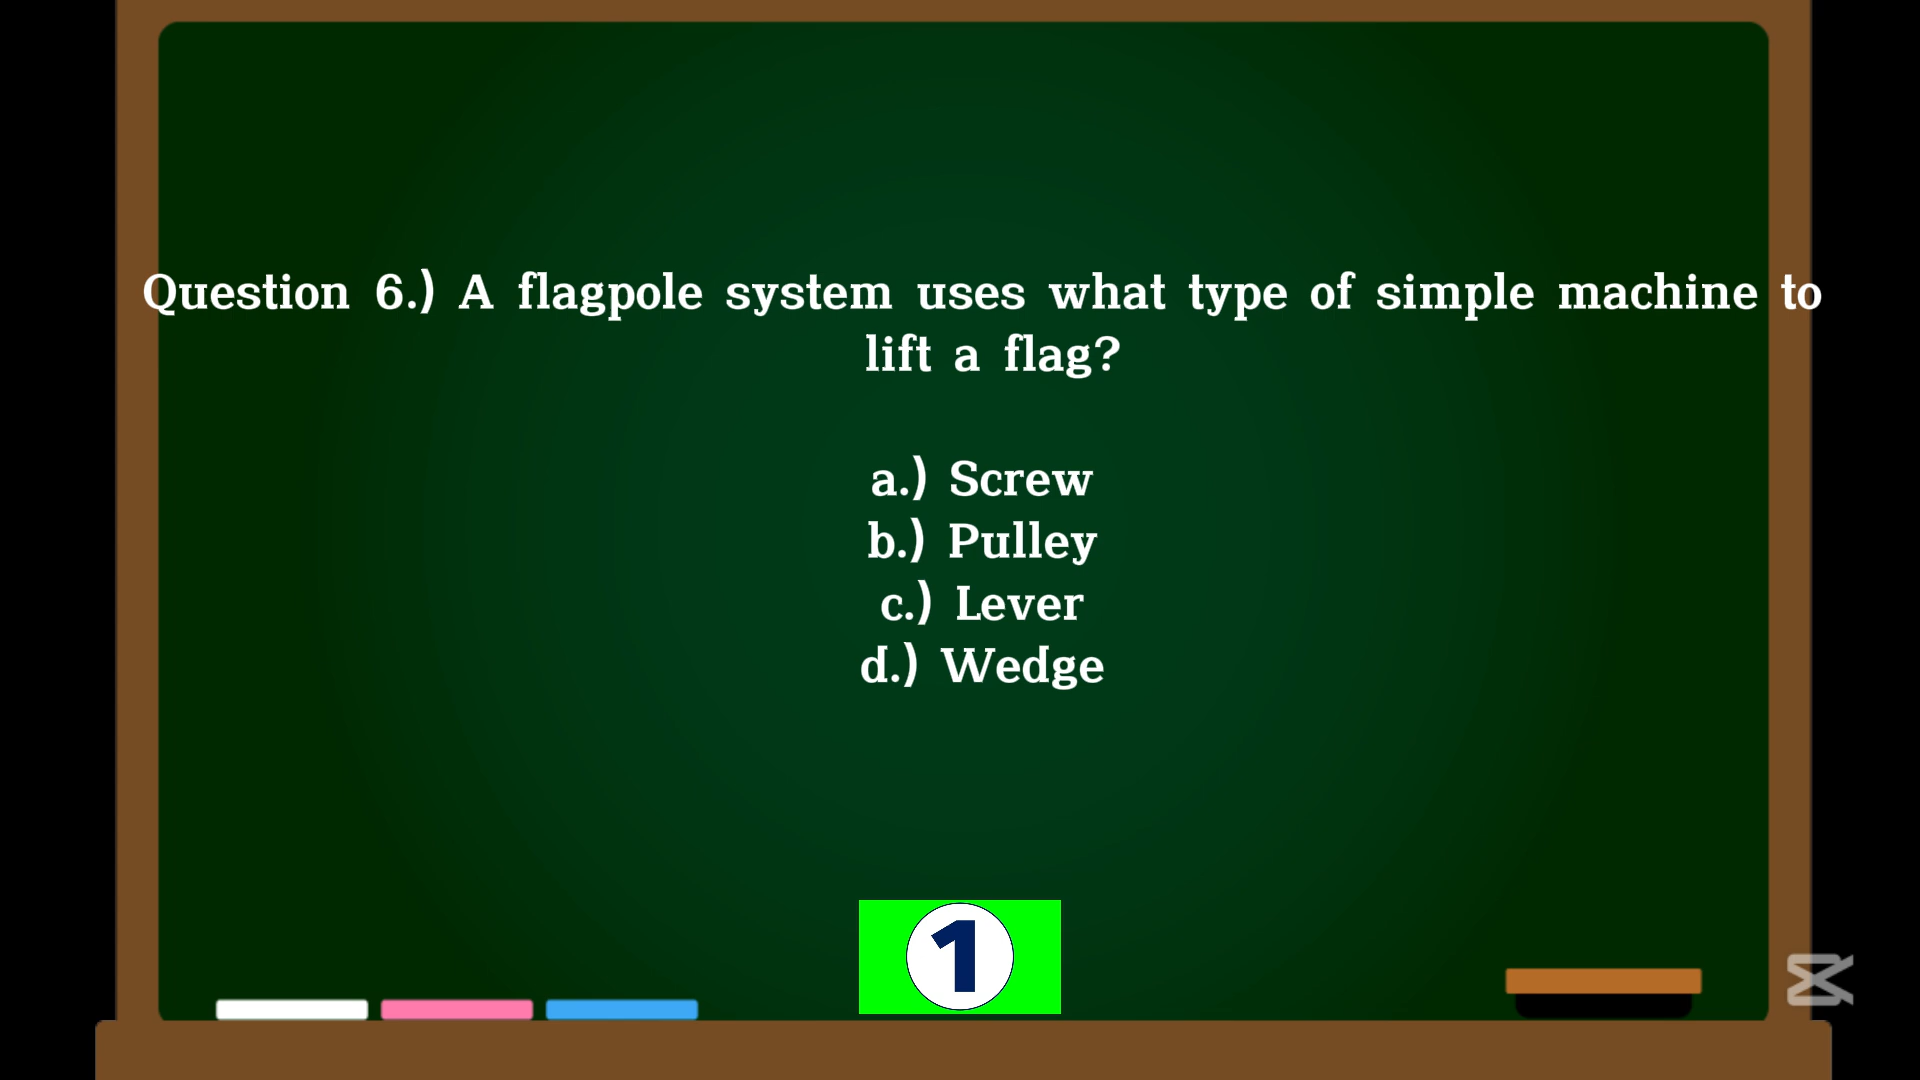 Question 6.) A flagpole system uses what type of simple machine to
lift a flag?
a.) Screw
b.) Pulley
c.) Lever
d.) Wedge
1